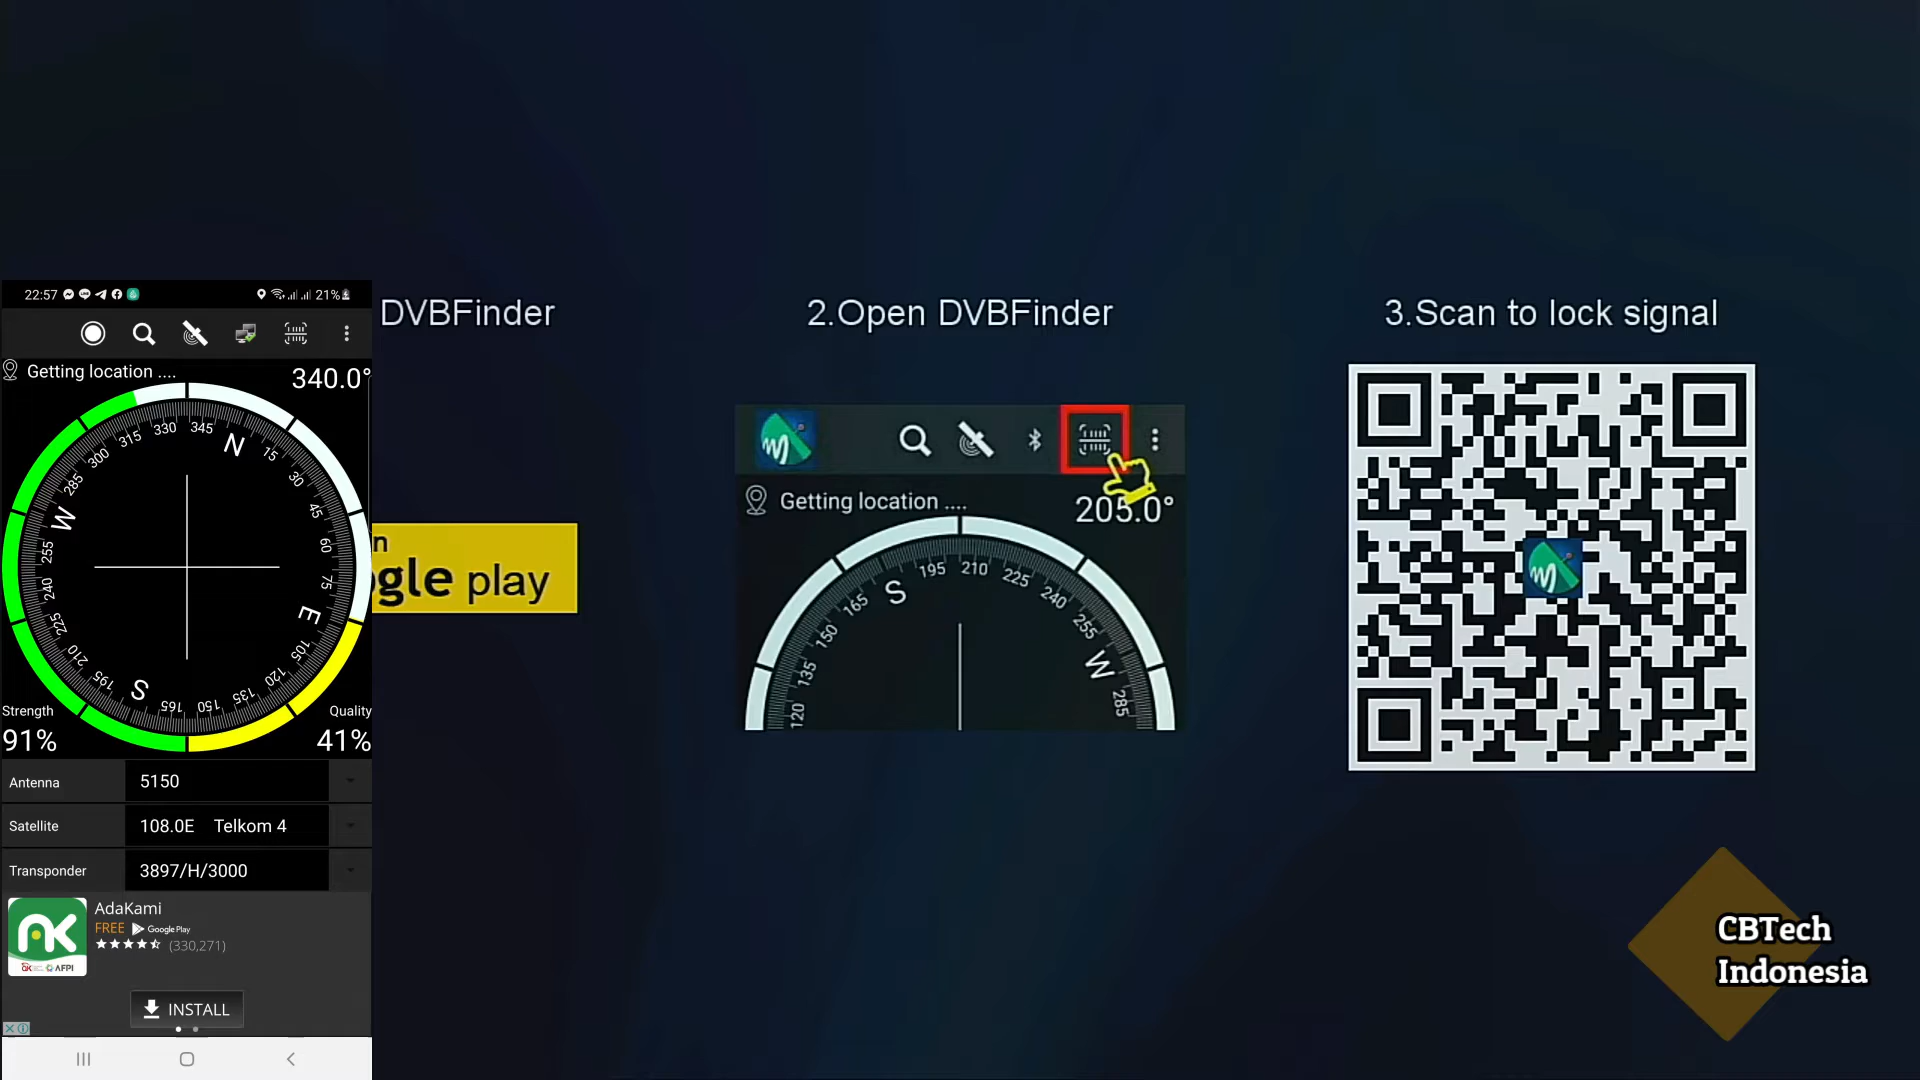 22:57
21%
Getting location ....
340.0°
330
345
N
15
30
45
60
75
E
105
120
135
150
165
S
195
210
225
240
255
W
285
300
315
Strength
91%
Quality
41%
Antenna
5150
Satellite
108.0E Telkom 4
Transponder
3897/H/3000
AdaKami
FREE Google Play
(330,271)
AFPI
INSTALL
DVBFinder
gle play
2.Open DVBFinder
Getting location ....
205.0°
120
135
150
165
S
195
210
225
240
255
W
285
3.Scan to lock signal
CBTech
Indonesia